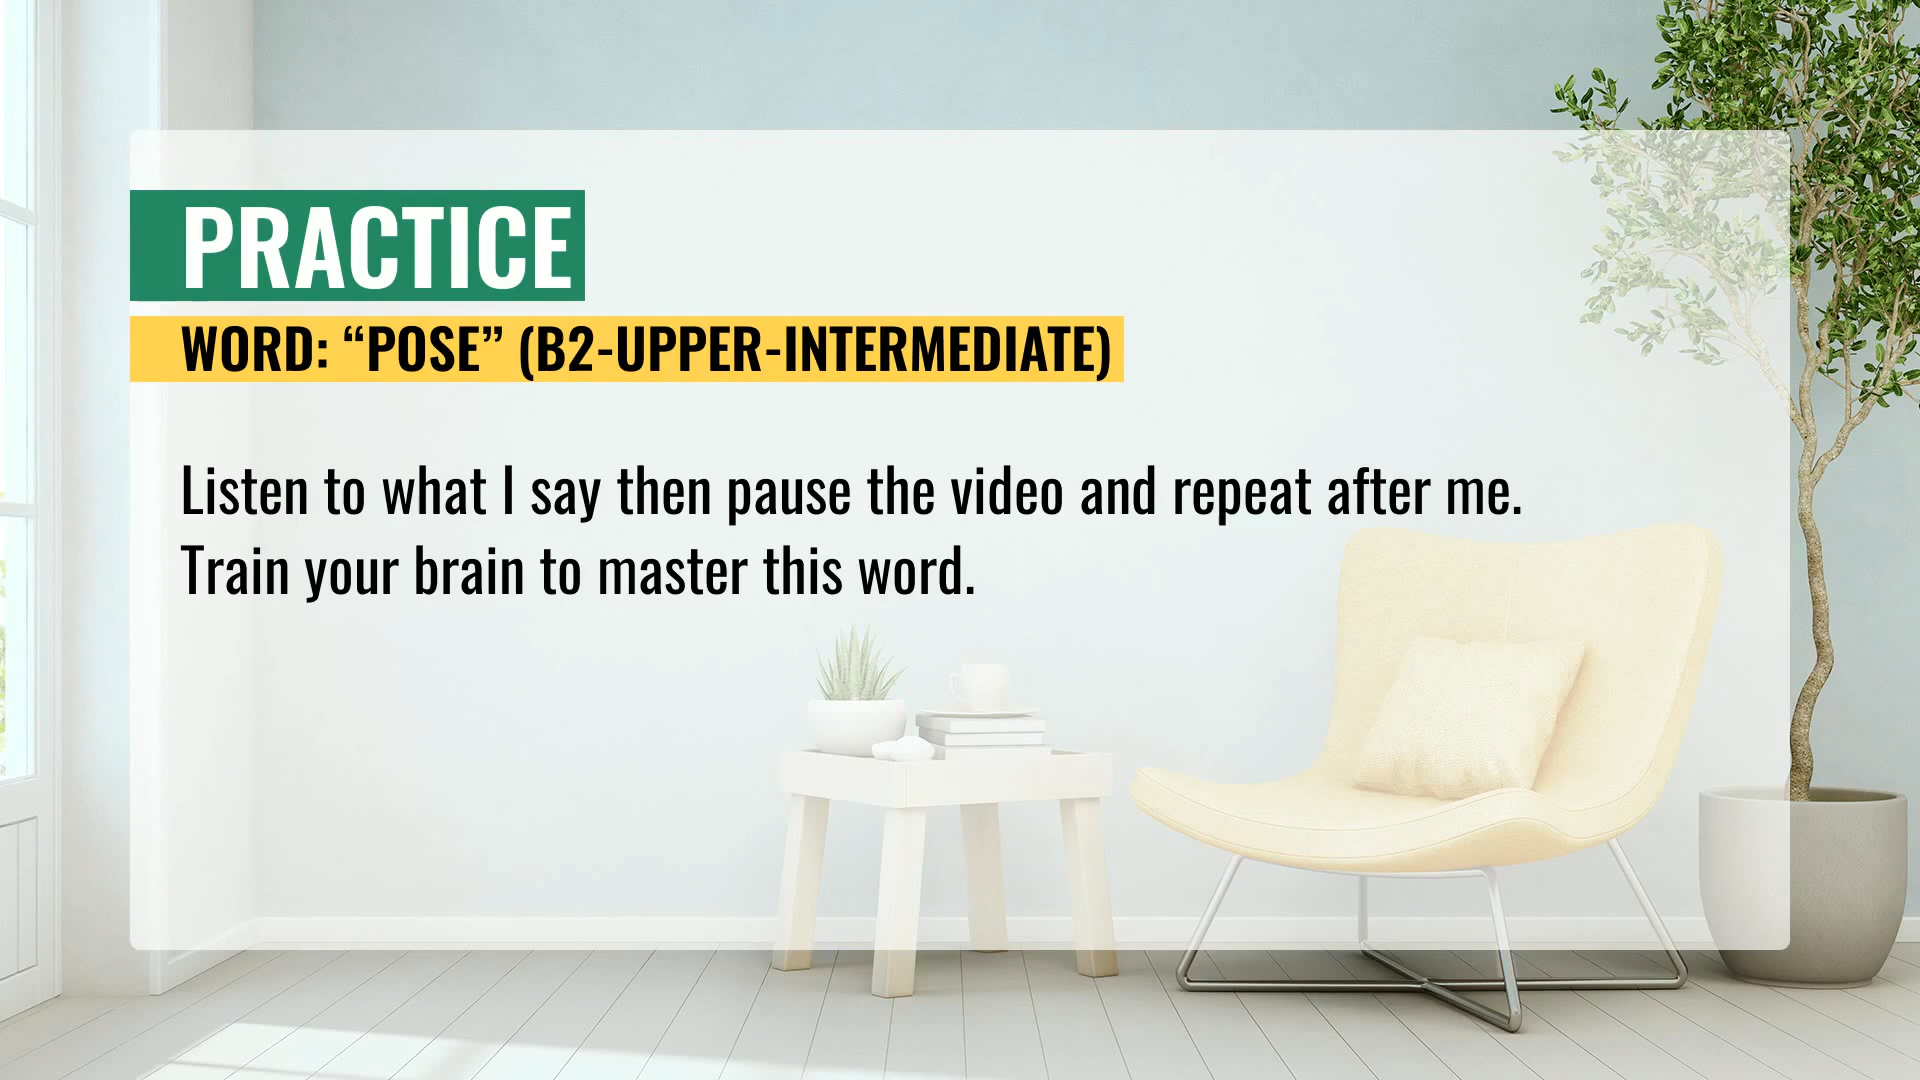 PRACTICE
WORD: “POSE” (B2-UPPER-INTERMEDIATE)
Listen to what I say then pause the video and repeat after me.
Train your brain to master this word.